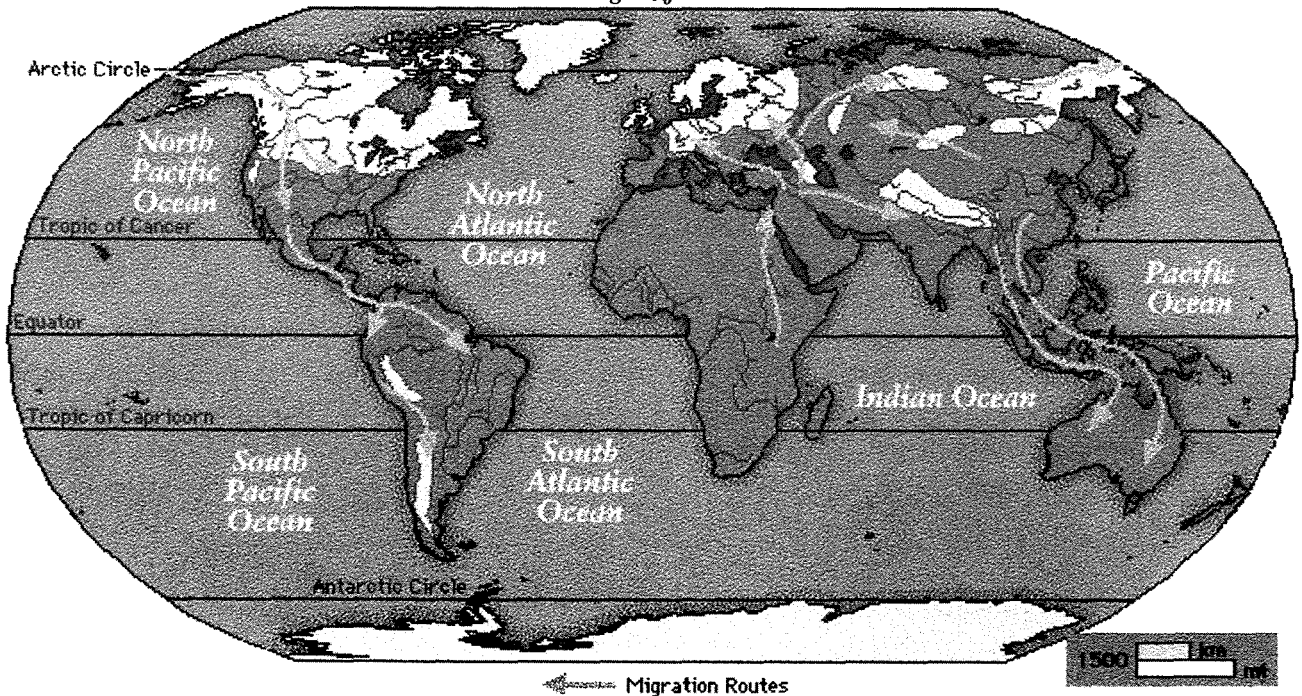 Arctic Circle
North
Pacific
Ocean
North
Atlantic
Ocean
Tropic of Cancer
Pacific
Ocean
Equator
Indian Ocean
Tropic of Capricorn
South
Pacific
Ocean
South
Atlantic
Ocean
Antarctic Circle
1500 km
mi
Migration Routes